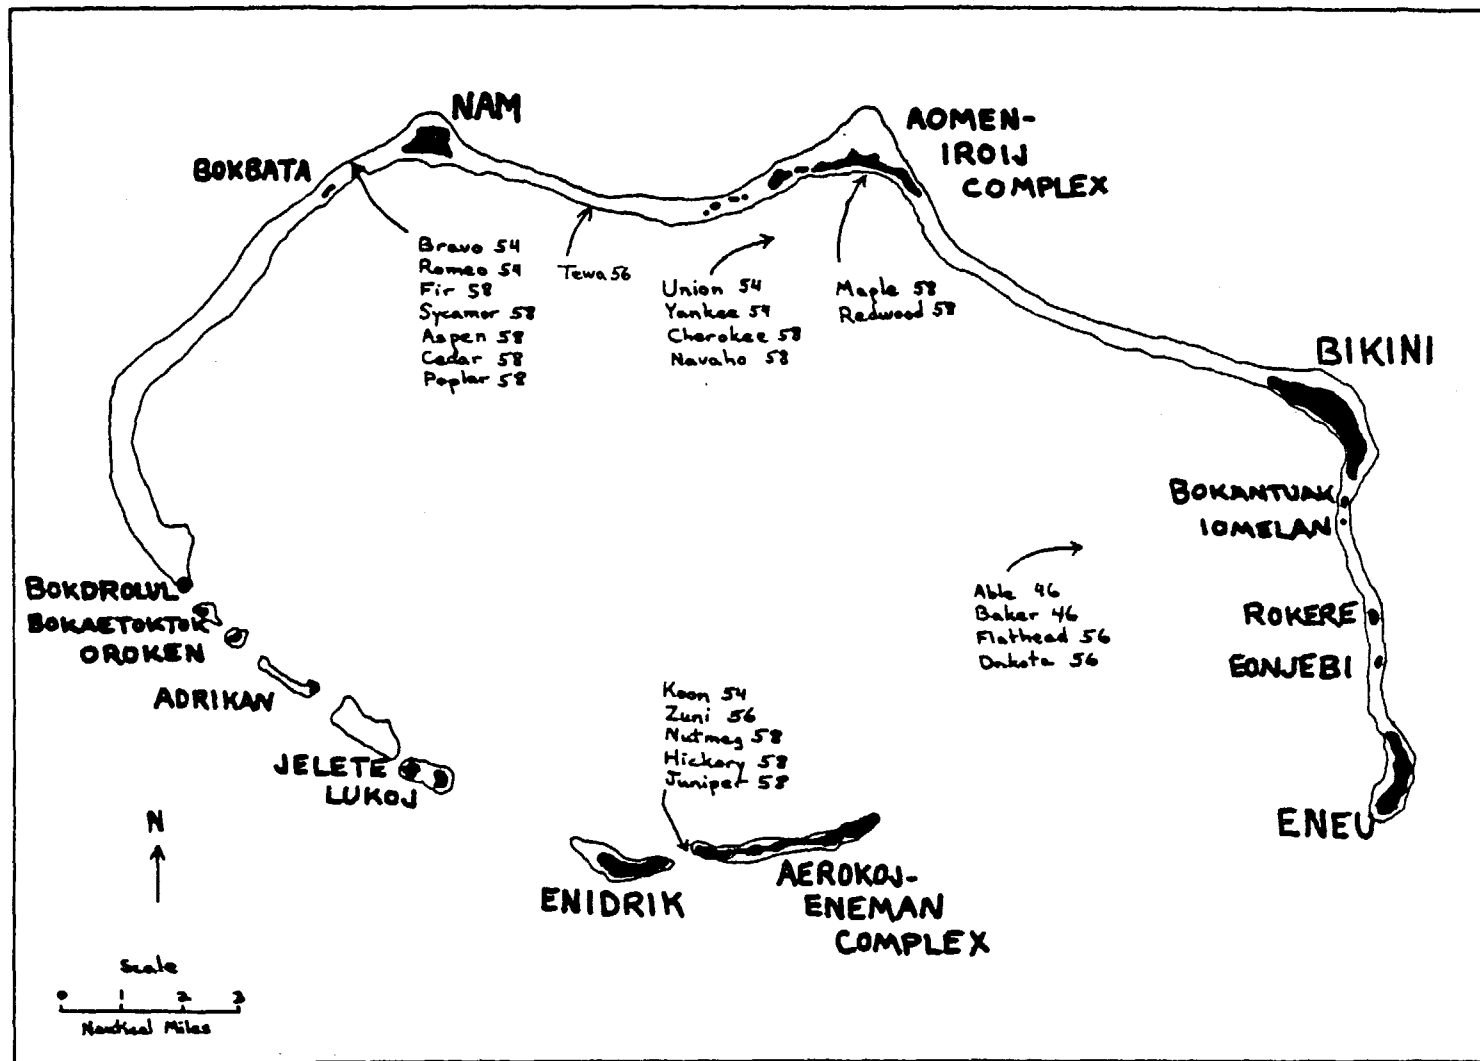 NAM
AOMEN-
IROIJ
COMPLEX
BOKBATA
Bravo 54
Romeo 54
Fir 58
Sycamor 58
Aspen 58
Cedar 58
Poplar 58
Tewa 56
Union 54
Yankee 54
Cherokee 58
Navaho 58
Maple 58
Redwood 58
BIKINI
BOKANTUAK
IOMELAN
Able 46
Baker 46
Flathead 56
Dakota 56
ROKERE
EONJEBI
ENEU
BOKDROLUL
BOKAETOKTOK
OROKEN
ADRIKAN
JELETE
LUKOJ
Koon 54
Zuni 56
Nutmeg 58
Hickory 58
Juniper 58
ENIDRIK
AEROKOJ-
ENEMAN
COMPLEX
N
Scale
0 1 2 3
Nautical Miles